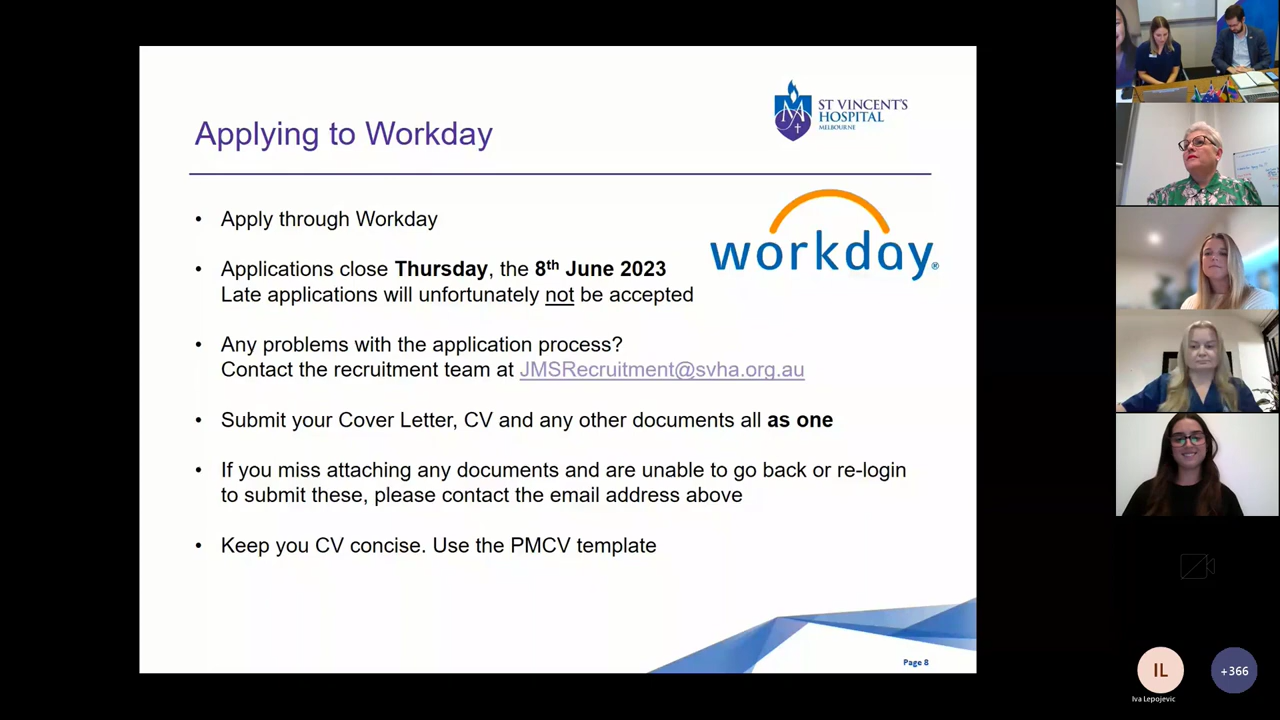 ST VINCENT'S
HOSPITAL
MELBOURNE
Applying to Workday
workday®
• Apply through Workday
• Applications close Thursday, the 8th June 2023
Late applications will unfortunately not be accepted
• Any problems with the application process?
Contact the recruitment team at JMSRecruitment@svha.org.au
• Submit your Cover Letter, CV and any other documents all as one
• If you miss attaching any documents and are unable to go back or re-login
to submit these, please contact the email address above
• Keep you CV concise. Use the PMCV template
Page 8
IL
+366
Iva Lepojevic